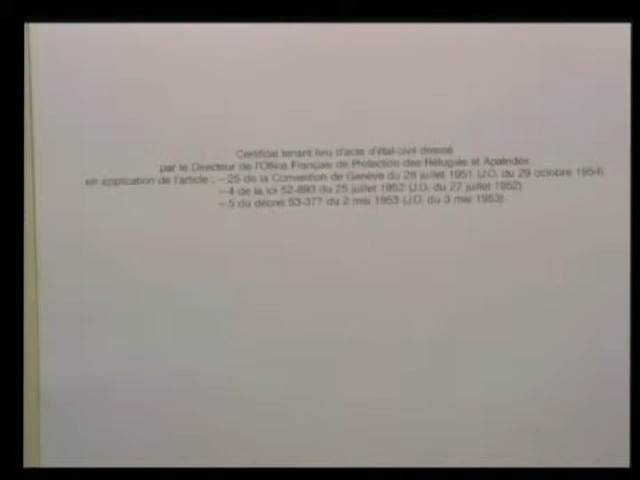 Certificat tenant lieu d'acte d'état-civil dressé
par le Directeur de l'Office Français de Protection des Réfugiés et Apatrides
en application de l'article : – 25 de la Convention de Genève du 28 juillet 1951 (J.O. du 29 octobre 1954)
– 4 de la loi 52-893 du 25 juillet 1952 (J.O. du 27 juillet 1952)
– 5 du décret 53-377 du 2 mai 1953 (J.O. du 3 mai 1953)